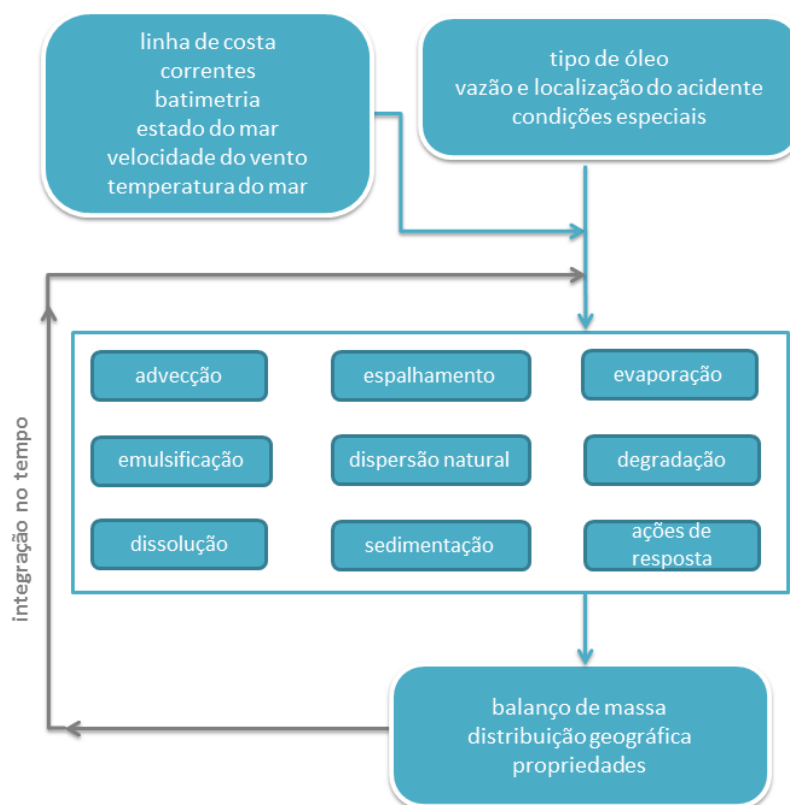 linha de costa
correntes
batimetria
estado do mar
velocidade do vento
temperatura do mar
tipo de óleo
vazão e localização do acidente
condições especiais
advecção
espalhamento
evaporação
emulsificação
dispersão natural
degradação
dissolução
sedimentação
ações de
resposta
integração no tempo
balanço de massa
distribuição geográfica
propriedades